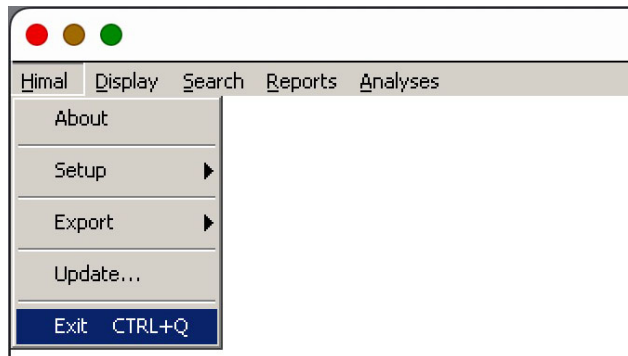 Himal Display Search Reports Analyses
About
Setup
Export
Update...
Exit CTRL+Q